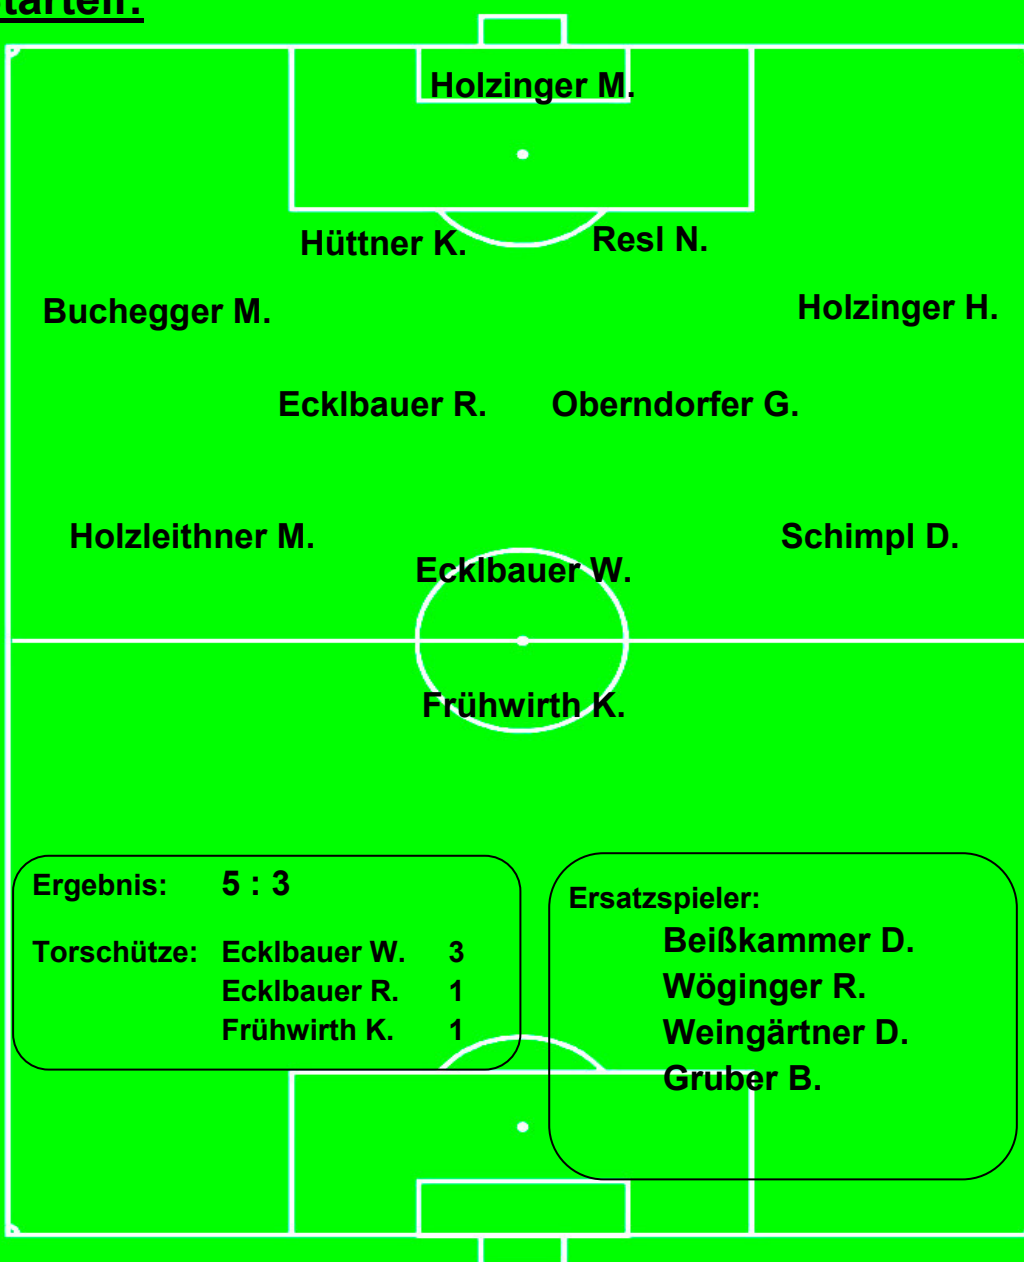 Startelf:
Holzinger M.
Hüttner K. Resl N.
Buchegger M. Holzinger H.
Ecklbauer R. Oberndorfer G.
Holzleithner M. Schimpl D.
Ecklbauer W.
Frühwirth K.
Ergebnis: 5 : 3
Torschütze: Ecklbauer W. 3
Ecklbauer R. 1
Frühwirth K. 1
Ersatzspieler:
Beißkammer D.
Wöginger R.
Weingärtner D.
Gruber B.